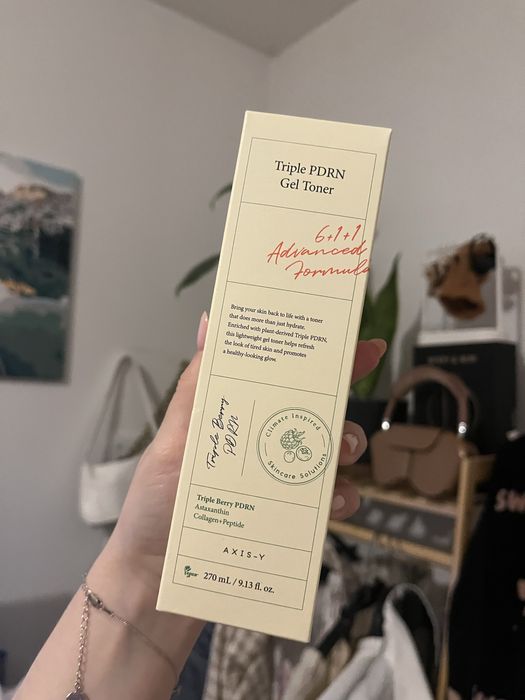 Triple PDRN
Gel Toner
6+1+1
Advanced
Formula
Bring your skin back to life with a toner
that does more than just hydrate.
Enriched with plant-derived Triple PDRN,
this lightweight gel toner helps refresh
the look of tired skin and promotes
a healthy-looking glow.
Triple Berry
PDRN
Climate Inspired
Skincare Solutions
Triple Berry PDRN
Astaxanthin
Collagen+Peptide
AXIS-Y
Vegan
270 mL / 9.13 fl. oz.